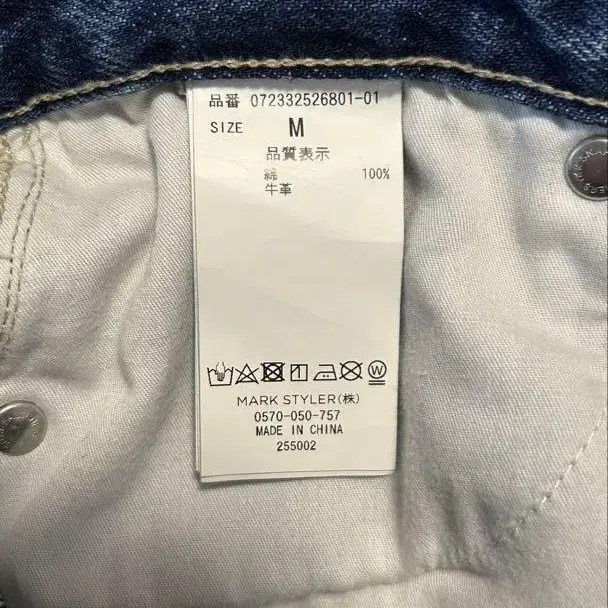 品番 072332526801-01
SIZE M
品質表示
綿 100%
牛革
W
MARK STYLER(株)
0570-050-757
MADE IN CHINA
255002